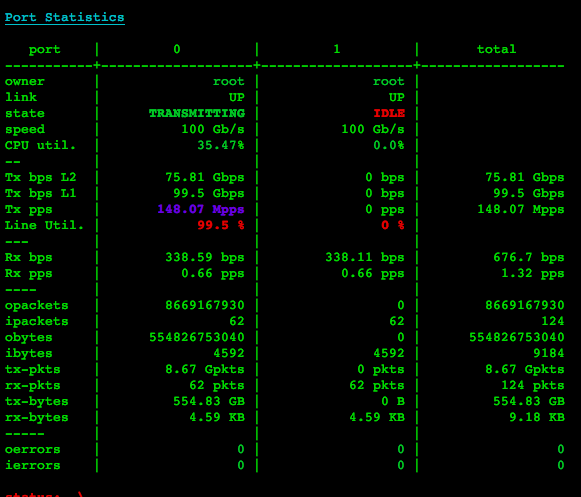 Port Statistics
port | 0 | 1 | total
-----------+-------------------+-------------------+------------------
owner | root | root |
link | UP | UP |
state | TRANSMITTING | IDLE |
speed | 100 Gb/s | 100 Gb/s |
CPU util. | 35.47% | 0.0% |
-- | | |
Tx bps L2 | 75.81 Gbps | 0 bps | 75.81 Gbps
Tx bps L1 | 99.5 Gbps | 0 bps | 99.5 Gbps
Tx pps | 148.07 Mpps | 0 pps | 148.07 Mpps
Line Util. | 99.5 % | 0 % |
--- | | |
Rx bps | 338.59 bps | 338.11 bps | 676.7 bps
Rx pps | 0.66 pps | 0.66 pps | 1.32 pps
---- | | |
opackets | 8669167930 | 0 | 8669167930
ipackets | 62 | 62 | 124
obytes | 554826753040 | 0 | 554826753040
ibytes | 4592 | 4592 | 9184
tx-pkts | 8.67 Gpkts | 0 pkts | 8.67 Gpkts
rx-pkts | 62 pkts | 62 pkts | 124 pkts
tx-bytes | 554.83 GB | 0 B | 554.83 GB
rx-bytes | 4.59 KB | 4.59 KB | 9.18 KB
----- | | |
oerrors | 0 | 0 | 0
ierrors | 0 | 0 | 0
status: \